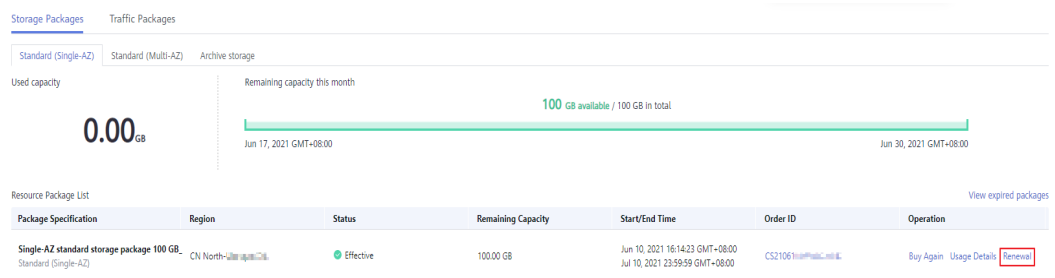 Storage Packages Traffic Packages
Standard (Single-AZ) Standard (Multi-AZ) Archive storage
Used capacity Remaining capacity this month
100 GB available / 100 GB in total
0.00 GB
Jun 17, 2021 GMT+08:00 Jun 30, 2021 GMT+08:00
Resource Package List View expired packages
Package Specification Region Status Remaining Capacity Start/End Time Order ID Operation
Single-AZ standard storage package 100 GB_ CN North- Effective 100.00 GB Jun 10, 2021 16:14:23 GMT+08:00 CS21061 Buy Again Usage Details Renewal
Standard (Single-AZ) Jul 10, 2021 23:59:59 GMT+08:00